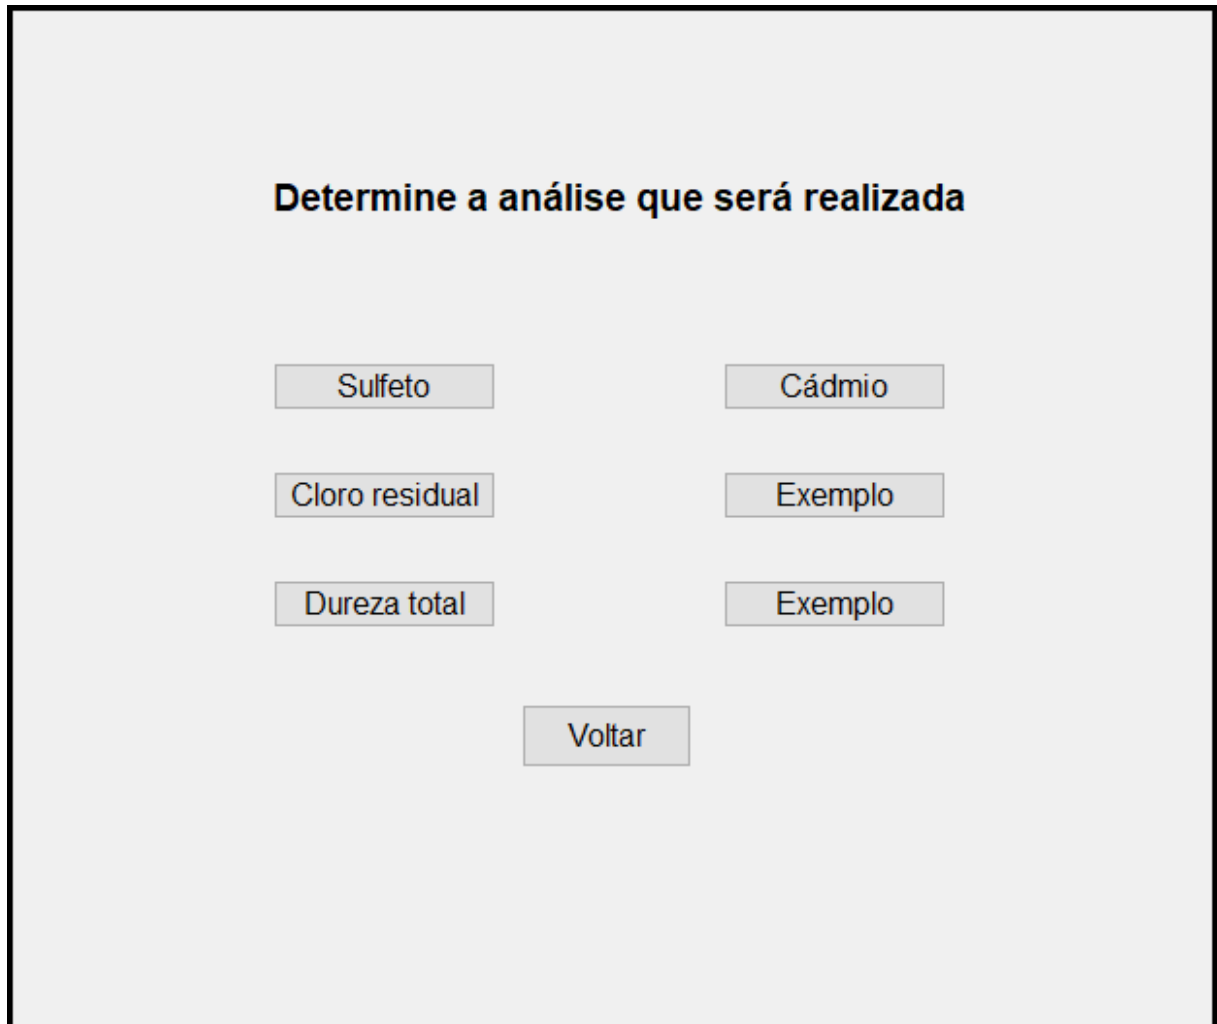 Determine a análise que será realizada
Sulfeto
Cádmio
Cloro residual
Exemplo
Dureza total
Exemplo
Voltar